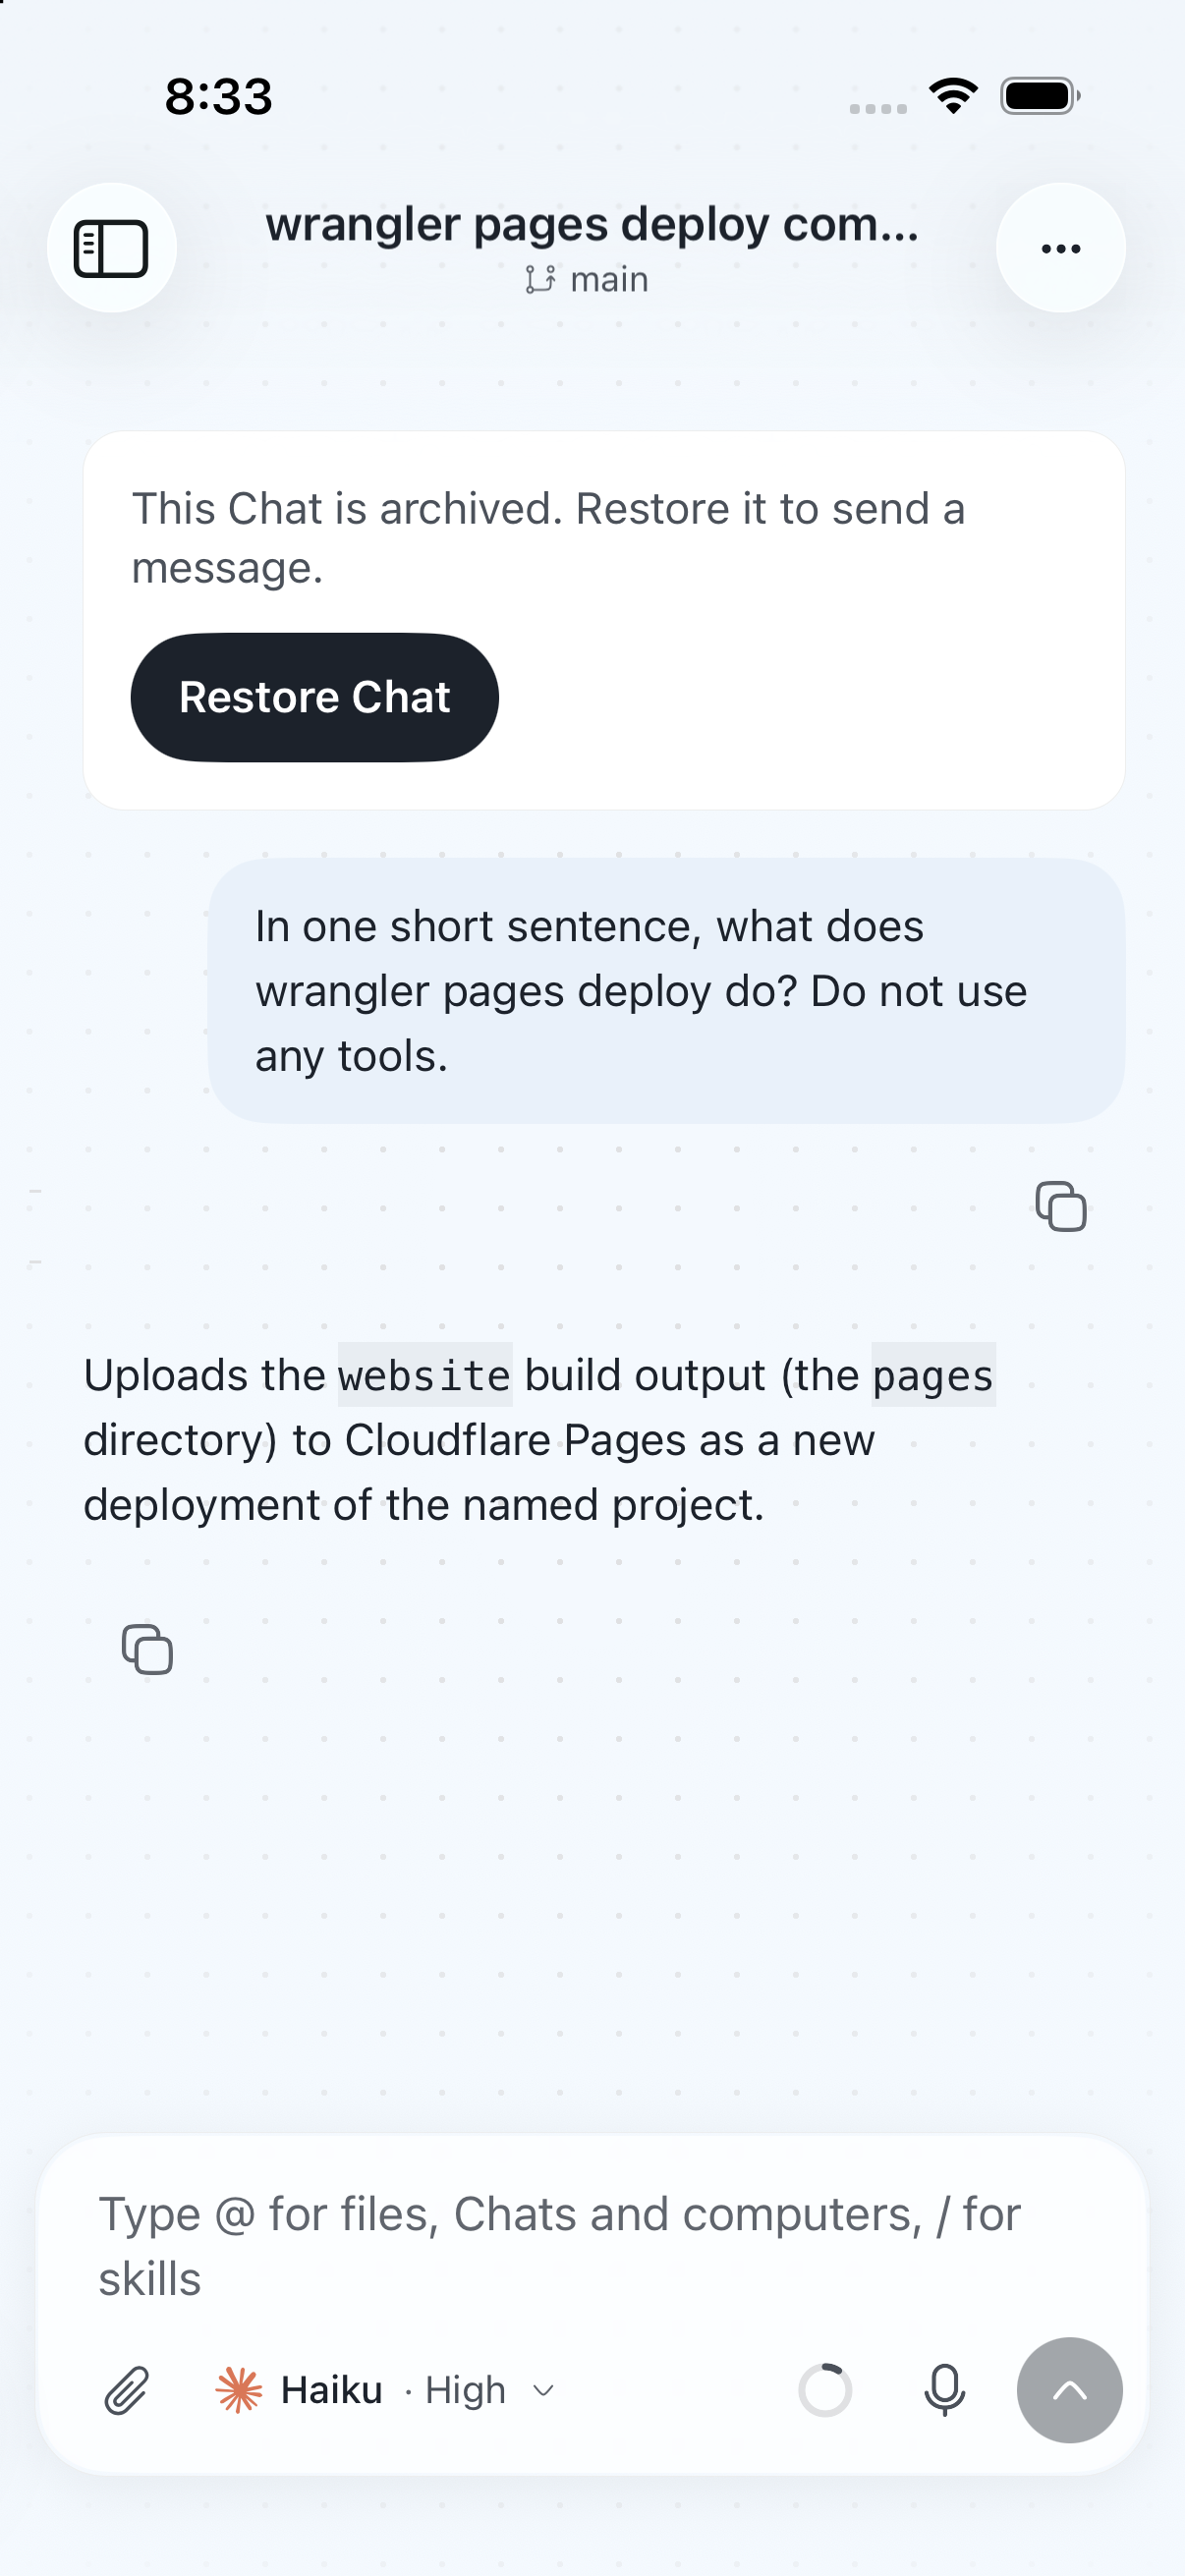 8:33
wrangler pages deploy com...
main
This Chat is archived. Restore it to send a
message.
Restore Chat
In one short sentence, what does
wrangler pages deploy do? Do not use
any tools.
Uploads the website build output (the pages
directory) to Cloudflare Pages as a new
deployment of the named project.
Type @ for files, Chats and computers, / for
skills
Haiku · High